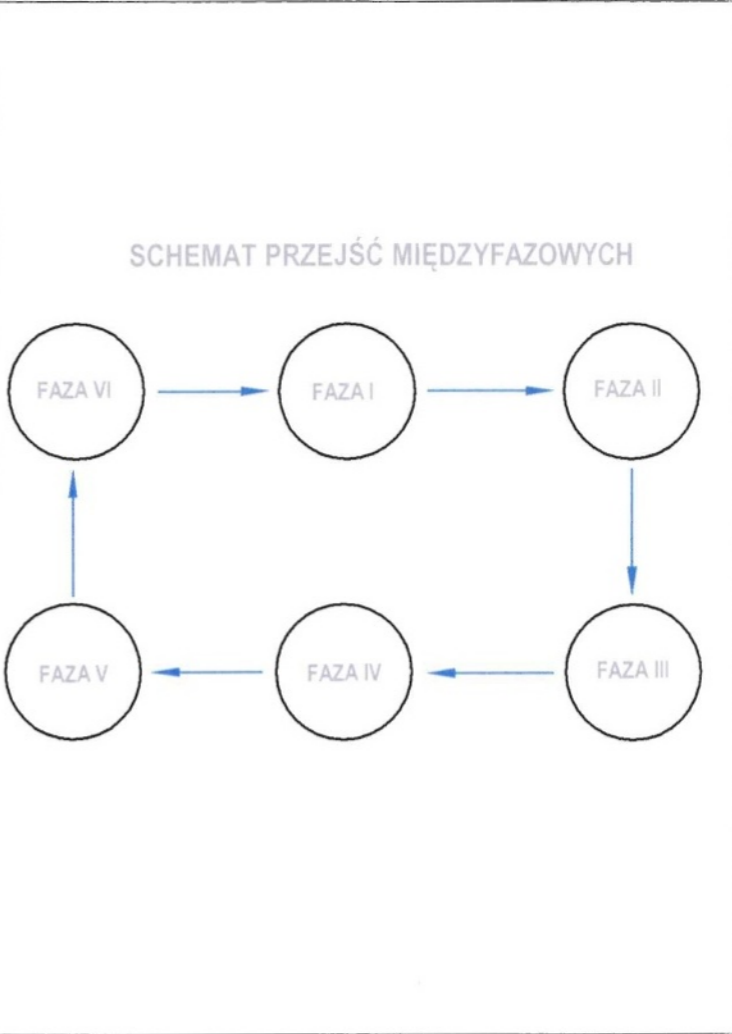 SCHEMAT PRZEJŚĆ MIĘDZYFAZOWYCH
FAZA VI
FAZA I
FAZA II
FAZA V
FAZA IV
FAZA III